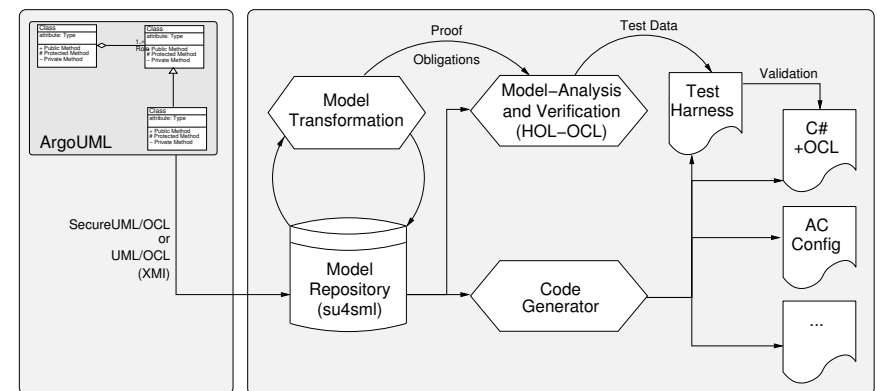 Class
attribute: Type
+ Public Method
# Protected Method
− Private Method
1..*
Role
Class
attribute: Type
+ Public Method
# Protected Method
− Private Method
Class
attribute: Type
+ Public Method
# Protected Method
− Private Method
ArgoUML
SecureUML/OCL
or
UML/OCL
(XMI)
Proof
Obligations
Test Data
Validation
Model
Transformation
Model−Analysis
and Verification
(HOL−OCL)
Test
Harness
C#
+OCL
Model
Repository
(su4sml)
Code
Generator
AC
Config
...